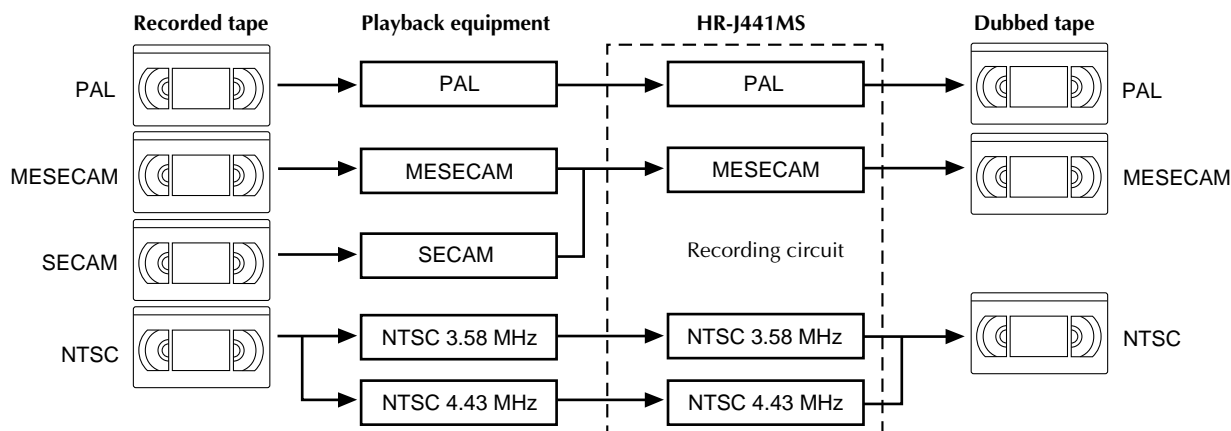 Recorded tape Playback equipment HR-J441MS Dubbed tape
PAL PAL PAL PAL
MESECAM MESECAM MESECAM MESECAM
SECAM SECAM Recording circuit
NTSC NTSC 3.58 MHz NTSC 3.58 MHz NTSC
NTSC 4.43 MHz NTSC 4.43 MHz